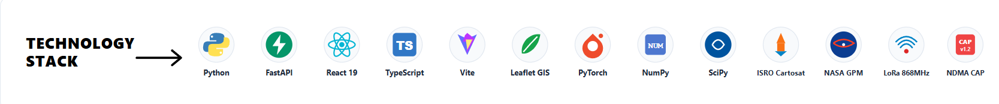 TECHNOLOGY
STACK
TS
NUM
CAP
v1.2
Python
FastAPI
React 19
TypeScript
Vite
Leaflet GIS
PyTorch
NumPy
SciPy
ISRO Cartosat
NASA GPM
LoRa 868MHz
NDMA CAP